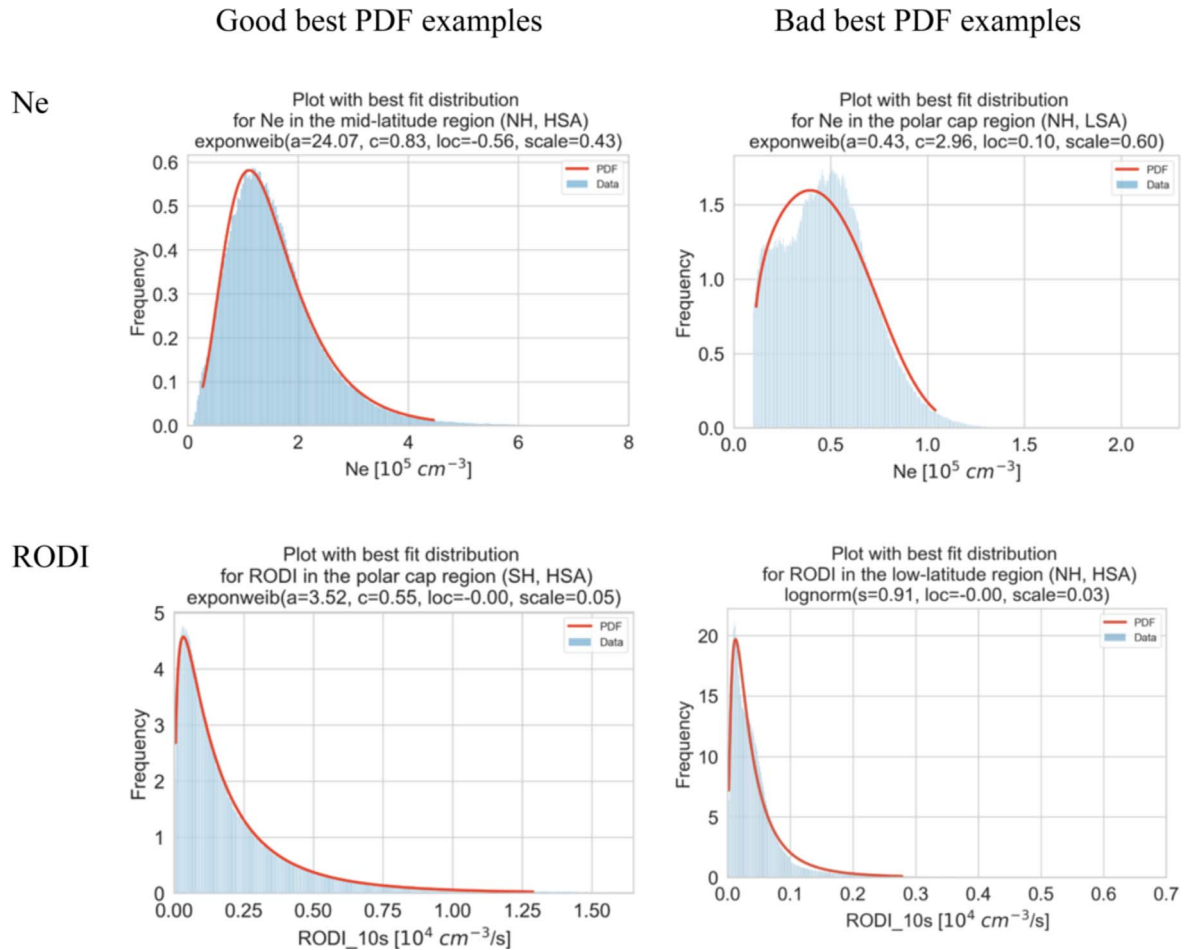 Good best PDF examples
Bad best PDF examples
Ne
Plot with best fit distribution
for Ne in the mid-latitude region (NH, HSA)
exponweib(a=24.07, c=0.83, loc=-0.56, scale=0.43)
PDF
Data
Frequency
0.6
0.5
0.4
0.3
0.2
0.1
0.0
0 2 4 6 8
Ne [10⁵ cm⁻³]
Plot with best fit distribution
for Ne in the polar cap region (NH, LSA)
exponweib(a=0.43, c=2.96, loc=0.10, scale=0.60)
PDF
Data
Frequency
1.5
1.0
0.5
0.0
0.0 0.5 1.0 1.5 2.0
Ne [10⁵ cm⁻³]
RODI
Plot with best fit distribution
for RODI in the polar cap region (SH, HSA)
exponweib(a=3.52, c=0.55, loc=-0.00, scale=0.05)
PDF
Data
Frequency
5
4
3
2
1
0
0.00 0.25 0.50 0.75 1.00 1.25 1.50
RODI_10s [10⁴ cm⁻³/s]
Plot with best fit distribution
for RODI in the low-latitude region (NH, HSA)
lognorm(s=0.91, loc=-0.00, scale=0.03)
PDF
Data
Frequency
20
15
10
5
0
0.0 0.1 0.2 0.3 0.4 0.5 0.6 0.7
RODI_10s [10⁴ cm⁻³/s]